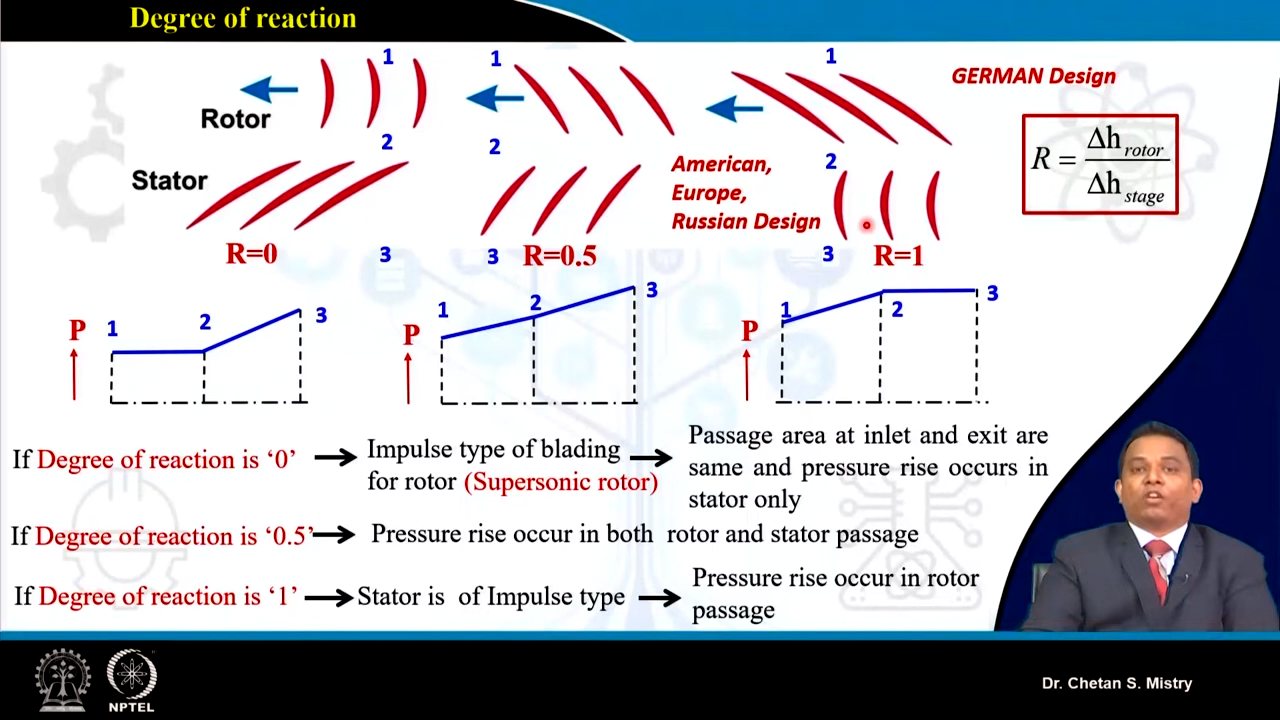 Degree of reaction
1
1
1
GERMAN Design
Rotor
2
2
2
R = Δh rotor / Δh stage
Stator
American,
Europe,
Russian Design
R=0
3
3
R=0.5
3
R=1
P
1
2
3
P
1
2
3
P
1
2
3
If Degree of reaction is ‘0’
Impulse type of blading
for rotor (Supersonic rotor)
Passage area at inlet and exit are
same and pressure rise occurs in
stator only
If Degree of reaction is ‘0.5’
Pressure rise occur in both rotor and stator passage
If Degree of reaction is ‘1’
Stator is of Impulse type
Pressure rise occur in rotor
passage
NPTEL
Dr. Chetan S. Mistry